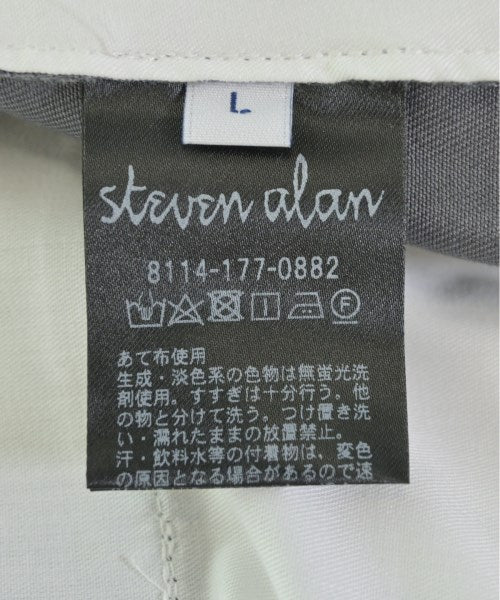 L
steven alan
8114-177-0882
あて布使用
生成・淡色系の色物は無蛍光洗
剤使用。すすぎは十分行う。他
の物と分けて洗う。つけ置き洗
い・濡れたままの放置禁止。
汗・飲料水等の付着物は、変色
の原因となる場合があるので速